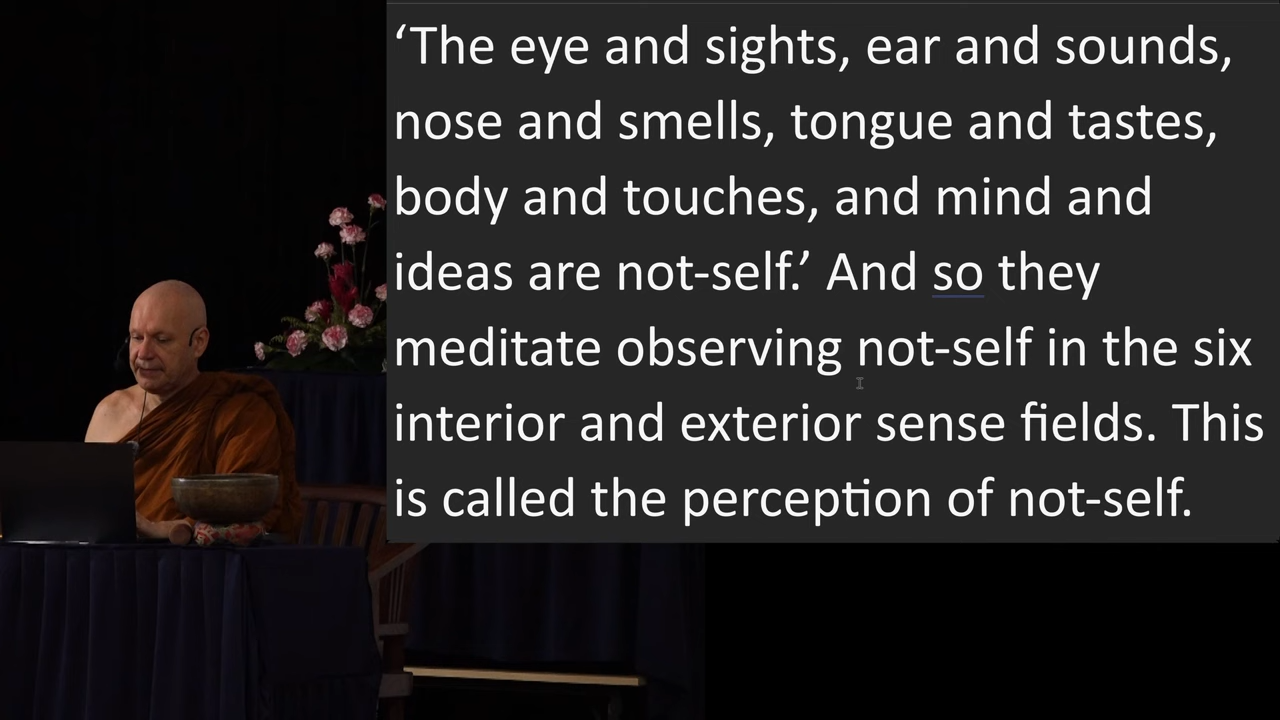 ‘The eye and sights, ear and sounds,
nose and smells, tongue and tastes,
body and touches, and mind and
ideas are not-self.’ And so they
meditate observing not-self in the six
interior and exterior sense fields. This
is called the perception of not-self.